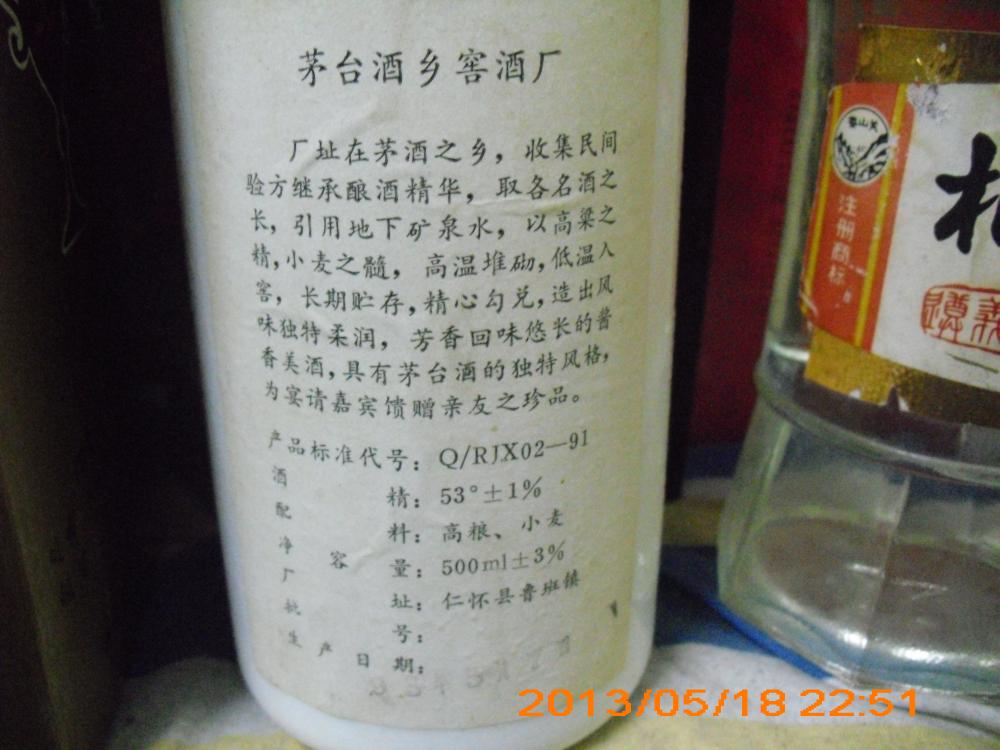 茅台酒乡窖酒厂
厂址在茅酒之乡，收集民间
验方继承酿酒精华，取各名酒之
长，引用地下矿泉水，以高粱之
精，小麦之髓，高温堆砌，低温入
窖，长期贮存，精心勾兑，造出风
味独特柔润，芳香回味悠长的酱
香美酒，具有茅台酒的独特风格，
为宴请嘉宾馈赠亲友之珍品。
产品标准代号：Q/RJX02—91
酒精：53°±1%
配料：高粮、小麦
净容量：500ml±3%
厂址：仁怀县鲁班镇
批号：
生产日期：
娄山关
注册商标
2013/05/18 22:51